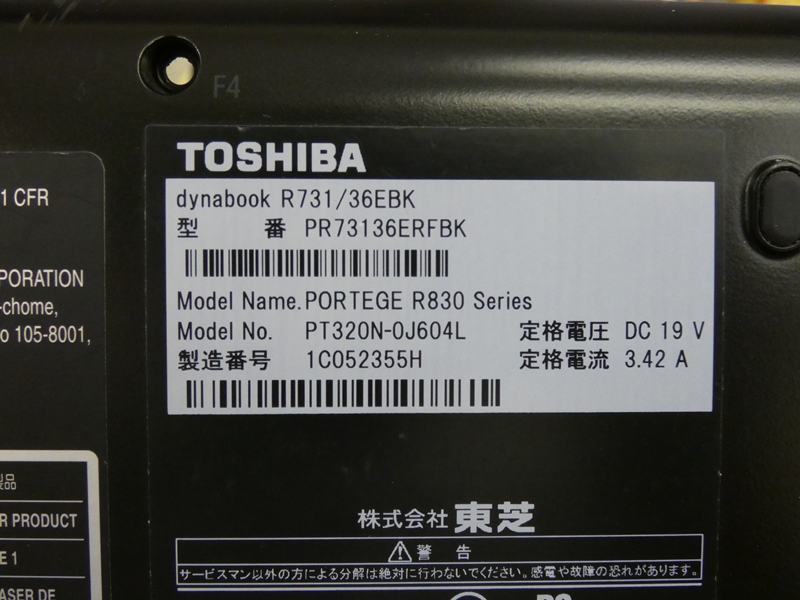 F4
TOSHIBA
dynabook R731/36EBK
型 番 PR73136ERFBK
Model Name.PORTEGE R830 Series
Model No. PT320N-0J604L 定格電圧 DC 19 V
製造番号 1C052355H 定格電流 3.42 A
株式会社 東芝
⚠警 告
サービスマン以外の方による分解は絶対に行わないでください。感電や故障の恐れがあります。
1 CFR
PORATION
-chome,
o 105-8001,
製品
R PRODUCT
E 1
ASER DE